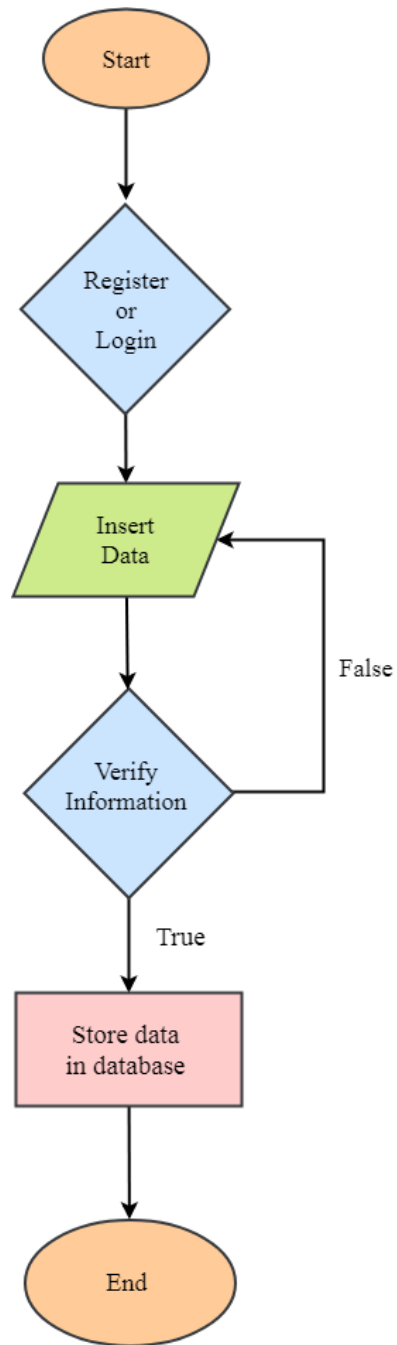 Start
Register
or
Login
Insert
Data
False
Verify
Information
True
Store data
in database
End